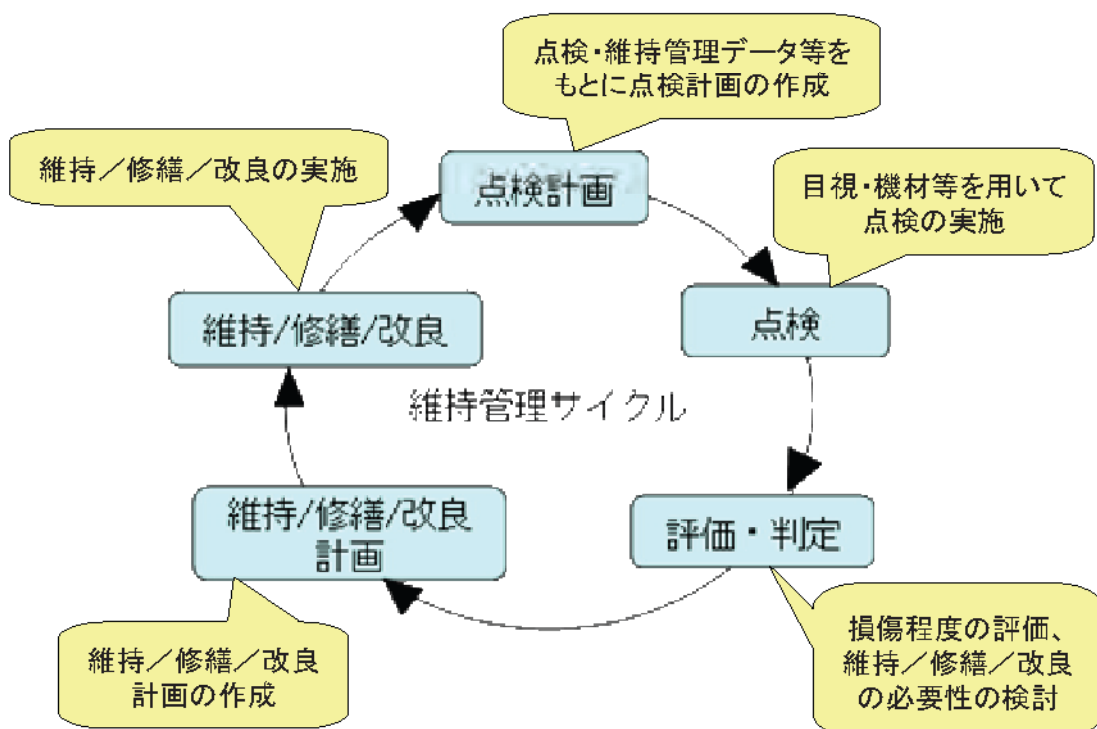 点検・維持管理データ等を
もとに点検計画の作成
維持／修繕／改良の実施
点検計画
目視・機材等を用いて
点検の実施
維持/修繕/改良
点検
維持管理サイクル
維持/修繕/改良
計画
評価・判定
維持／修繕／改良
計画の作成
損傷程度の評価、
維持／修繕／改良
の必要性の検討